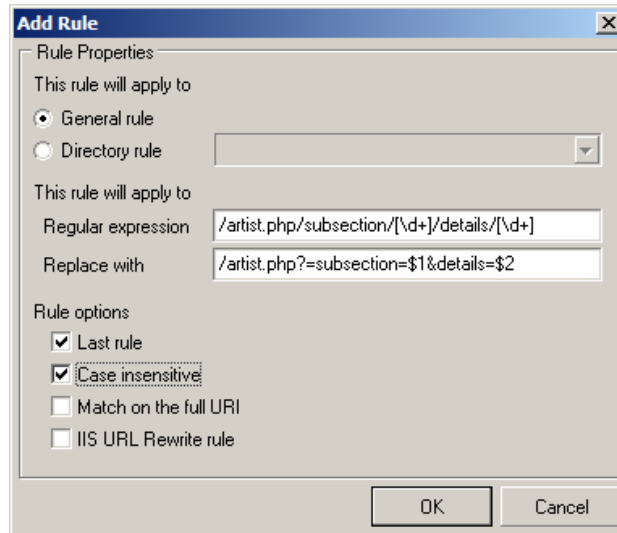 Add Rule
Rule Properties
This rule will apply to
General rule
Directory rule
This rule will apply to
Regular expression /artist.php/subsection/[\d+]/details/[\d+]
Replace with /artist.php?=subsection=$1&details=$2
Rule options
Last rule
Case insensitive
Match on the full URI
IIS URL Rewrite rule
OK Cancel